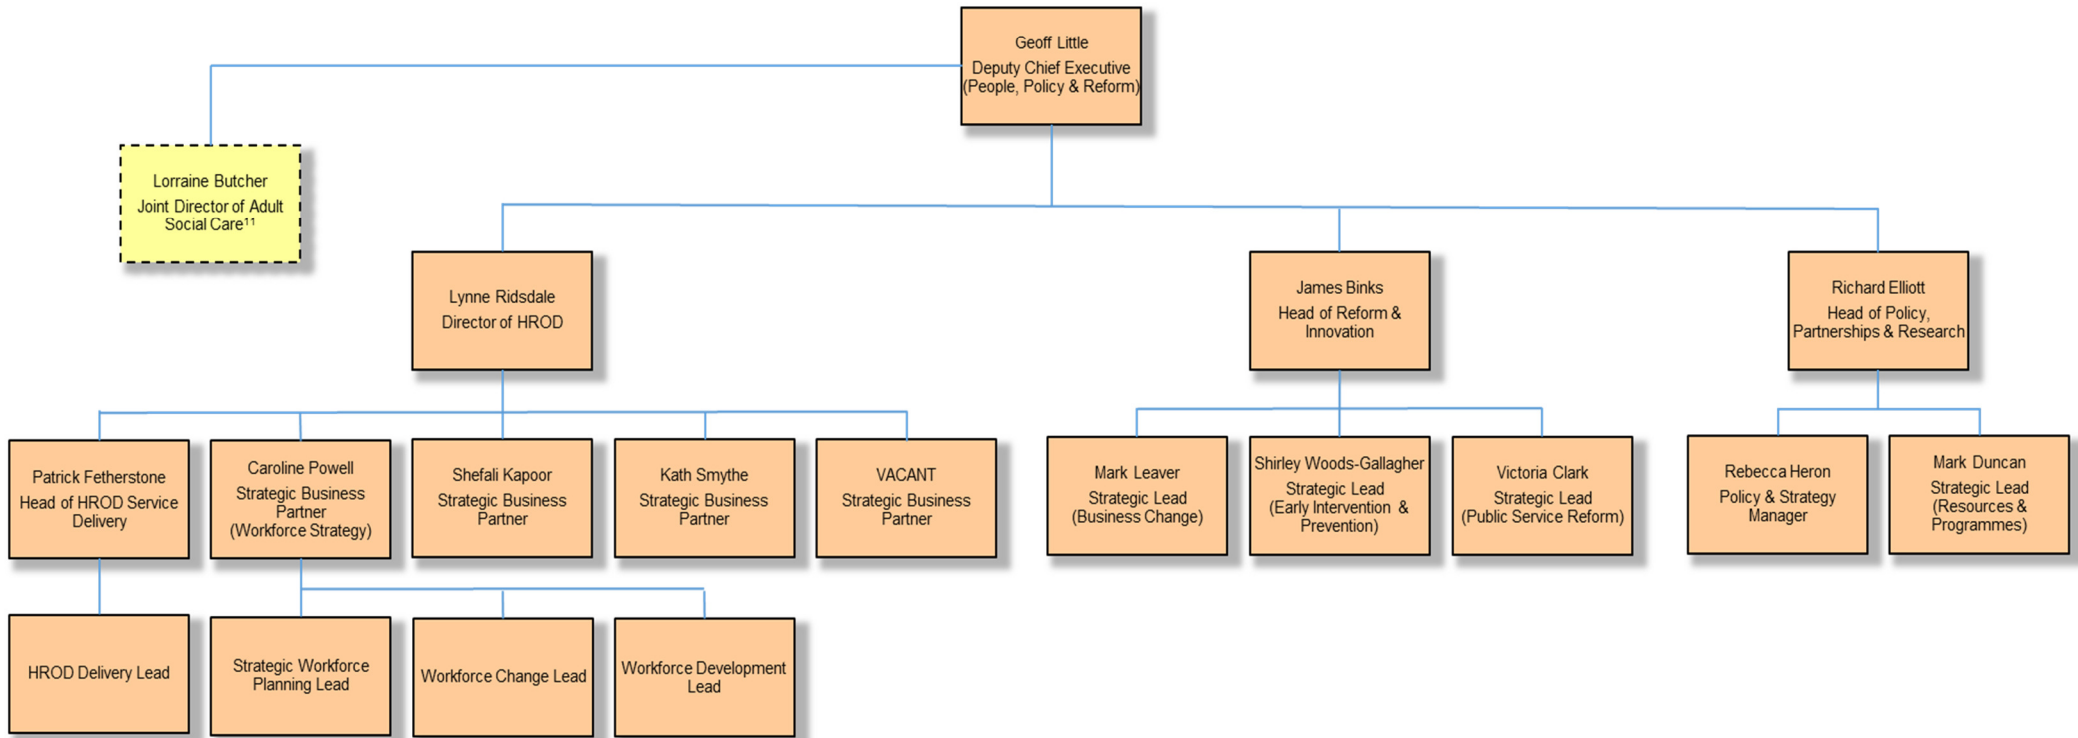 Geoff Little
Deputy Chief Executive
(People, Policy & Reform)
Lorraine Butcher
Joint Director of Adult
Social Care¹¹
Lynne Ridsdale
Director of HROD
James Binks
Head of Reform &
Innovation
Richard Elliott
Head of Policy,
Partnerships & Research
Patrick Fetherstone
Head of HROD Service
Delivery
Caroline Powell
Strategic Business
Partner
(Workforce Strategy)
Shefali Kapoor
Strategic Business
Partner
Kath Smythe
Strategic Business
Partner
VACANT
Strategic Business
Partner
Mark Leaver
Strategic Lead
(Business Change)
Shirley Woods-Gallagher
Strategic Lead
(Early Intervention &
Prevention)
Victoria Clark
Strategic Lead
(Public Service Reform)
Rebecca Heron
Policy & Strategy
Manager
Mark Duncan
Strategic Lead
(Resources &
Programmes)
HROD Delivery Lead
Strategic Workforce
Planning Lead
Workforce Change Lead
Workforce Development
Lead